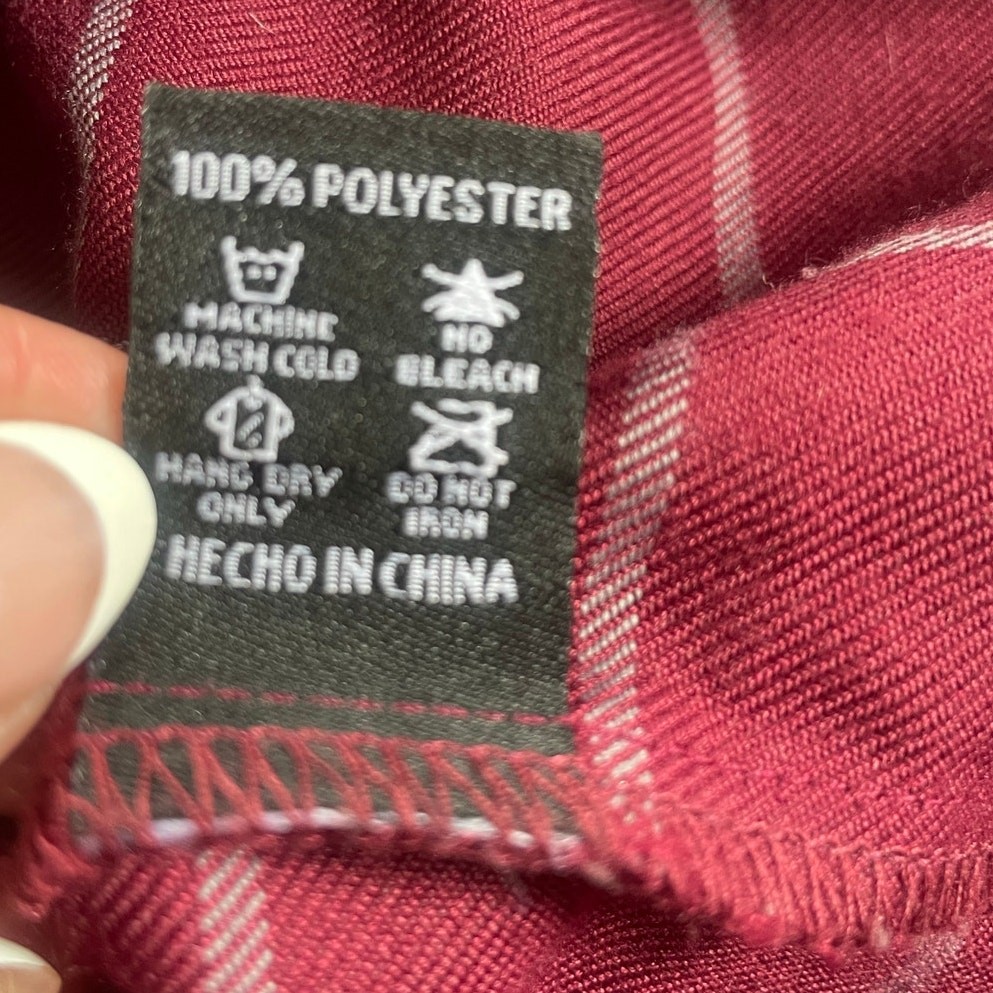 100% POLYESTER
MACHINE
WASH COLD
NO
BLEACH
HANG DRY
ONLY
DO NOT
IRON
HECHO IN CHINA